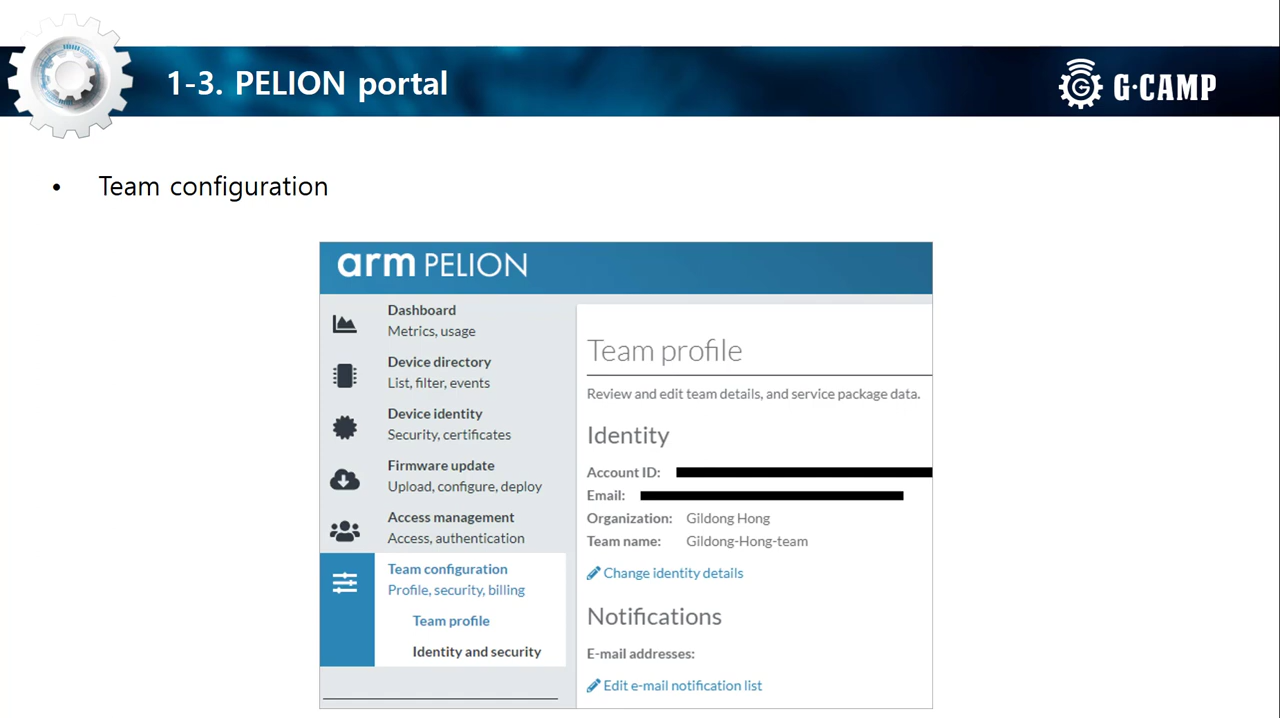 1-3. PELION portal
G·CAMP
• Team configuration
arm PELION
Dashboard
Metrics, usage
Device directory
List, filter, events
Device identity
Security, certificates
Firmware update
Upload, configure, deploy
Access management
Access, authentication
Team configuration
Profile, security, billing
Team profile
Identity and security
Team profile
Review and edit team details, and service package data.
Identity
Account ID:
Email:
Organization: Gildong Hong
Team name: Gildong-Hong-team
Change identity details
Notifications
E-mail addresses:
Edit e-mail notification list